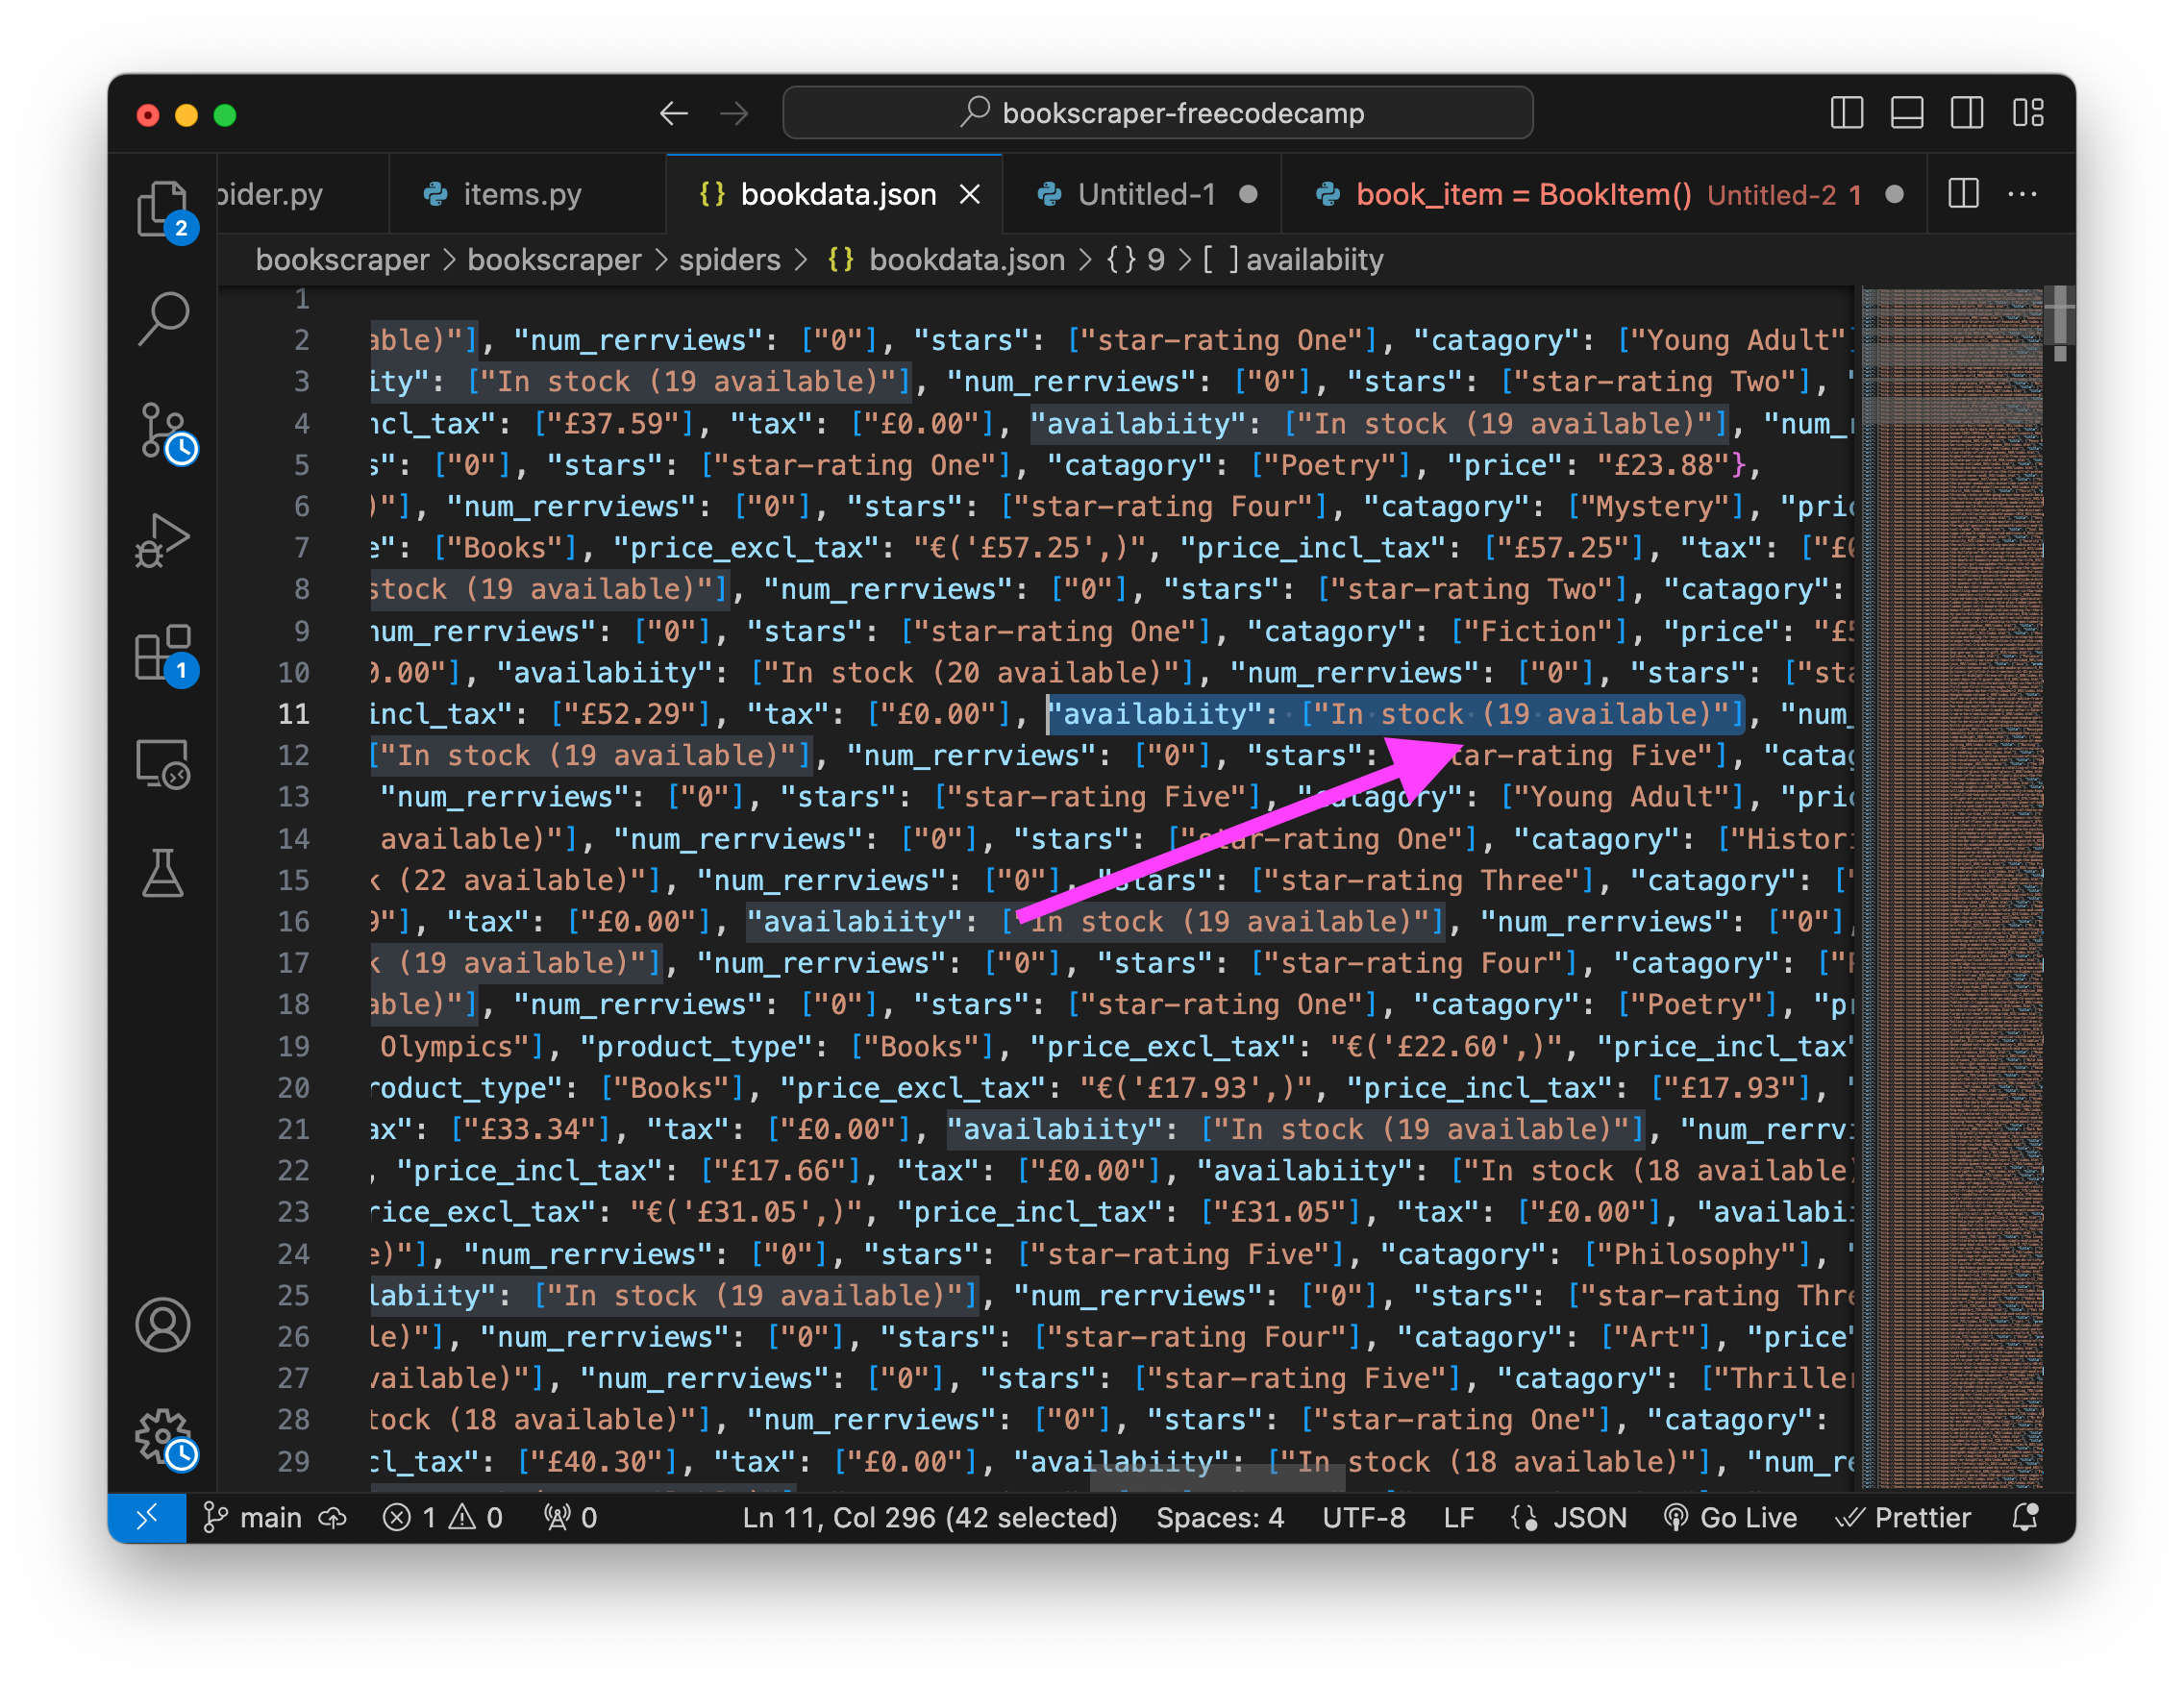 bookscraper-freecodecamp
pider.py items.py {} bookdata.json Untitled-1 book_item = BookItem() Untitled-2 1
bookscraper > bookscraper > spiders > {} bookdata.json > {} 9 > [ ] availabiity
2
1
1
2 able)"], "num_rerrviews": ["0"], "stars": ["star-rating One"], "catagory": ["Young Adult"]
3 ity": ["In stock (19 available)"], "num_rerrviews": ["0"], "stars": ["star-rating Two"], "
4 ncl_tax": ["£37.59"], "tax": ["£0.00"], "availabiity": ["In stock (19 available)"], "num_r
5 s": ["0"], "stars": ["star-rating One"], "catagory": ["Poetry"], "price": "£23.88"},
6 )"], "num_rerrviews": ["0"], "stars": ["star-rating Four"], "catagory": ["Mystery"], "pric
7 e": ["Books"], "price_excl_tax": "€('£57.25',)", "price_incl_tax": ["£57.25"], "tax": ["£0
8 stock (19 available)"], "num_rerrviews": ["0"], "stars": ["star-rating Two"], "catagory":
9 num_rerrviews": ["0"], "stars": ["star-rating One"], "catagory": ["Fiction"], "price": "£5
10 0.00"], "availabiity": ["In stock (20 available)"], "num_rerrviews": ["0"], "stars": ["sta
11 incl_tax": ["£52.29"], "tax": ["£0.00"], "availabiity": ["In stock (19 available)"], "num_
12 ["In stock (19 available)"], "num_rerrviews": ["0"], "stars": tar-rating Five"], "catag
13 "num_rerrviews": ["0"], "stars": ["star-rating Five"], "catagory": ["Young Adult"], "pric
14 available)"], "num_rerrviews": ["0"], "stars": ["star-rating One"], "catagory": ["Histori
15 k (22 available)"], "num_rerrviews": ["0"], "stars": ["star-rating Three"], "catagory": ["
16 9"], "tax": ["£0.00"], "availabiity": ["In stock (19 available)"], "num_rerrviews": ["0"],
17 k (19 available)"], "num_rerrviews": ["0"], "stars": ["star-rating Four"], "catagory": ["P
18 able)"], "num_rerrviews": ["0"], "stars": ["star-rating One"], "catagory": ["Poetry"], "pr
19 Olympics"], "product_type": ["Books"], "price_excl_tax": "€('£22.60',)", "price_incl_tax"
20 roduct_type": ["Books"], "price_excl_tax": "€('£17.93',)", "price_incl_tax": ["£17.93"], "
21 ax": ["£33.34"], "tax": ["£0.00"], "availabiity": ["In stock (19 available)"], "num_rerrvi
22 , "price_incl_tax": ["£17.66"], "tax": ["£0.00"], "availabiity": ["In stock (18 available)
23 rice_excl_tax": "€('£31.05',)", "price_incl_tax": ["£31.05"], "tax": ["£0.00"], "availabii
24 e)"], "num_rerrviews": ["0"], "stars": ["star-rating Five"], "catagory": ["Philosophy"], "
25 labiity": ["In stock (19 available)"], "num_rerrviews": ["0"], "stars": ["star-rating Thre
26 le)"], "num_rerrviews": ["0"], "stars": ["star-rating Four"], "catagory": ["Art"], "price"
27 vailable)"], "num_rerrviews": ["0"], "stars": ["star-rating Five"], "catagory": ["Thriller
28 tock (18 available)"], "num_rerrviews": ["0"], "stars": ["star-rating One"], "catagory":
29 cl_tax": ["£40.30"], "tax": ["£0.00"], "availabiity": ["In stock (18 available)"], "num_re
main 1 0 0 Ln 11, Col 296 (42 selected) Spaces: 4 UTF-8 LF {} JSON Go Live Prettier